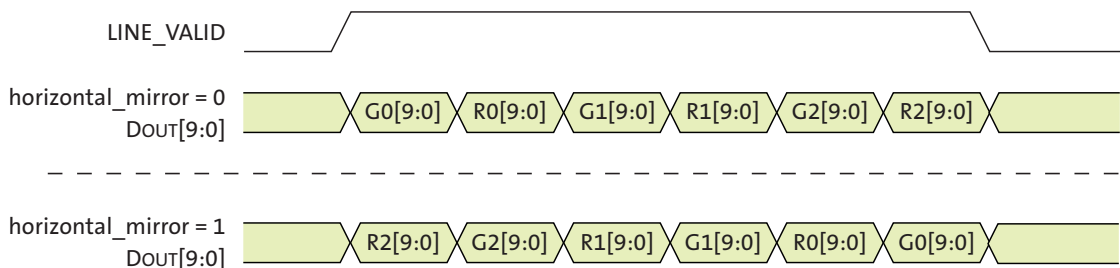 LINE_VALID
horizontal_mirror = 0
DOUT[9:0]
G0[9:0] R0[9:0] G1[9:0] R1[9:0] G2[9:0] R2[9:0]
horizontal_mirror = 1
DOUT[9:0]
R2[9:0] G2[9:0] R1[9:0] G1[9:0] R0[9:0] G0[9:0]